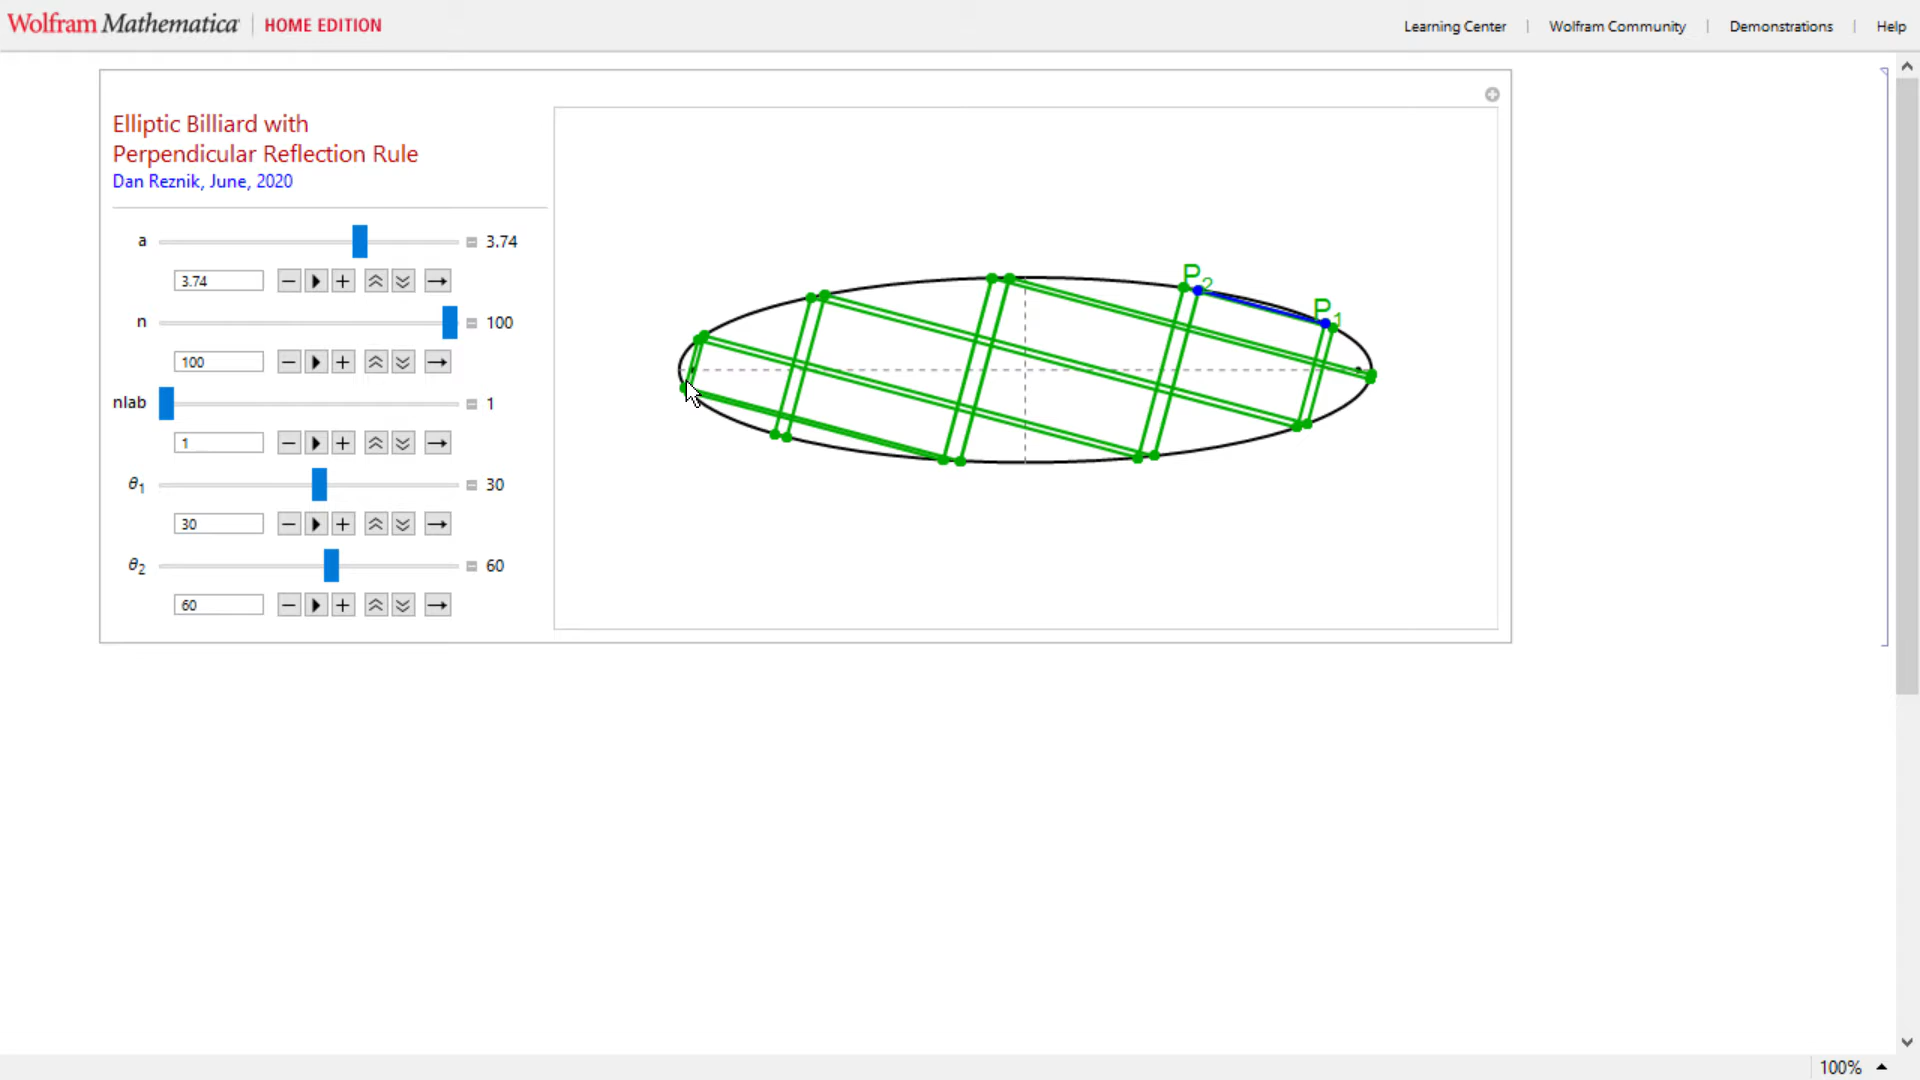 Wolfram Mathematica | HOME EDITION
Learning Center | Wolfram Community | Demonstrations | Help
Elliptic Billiard with
Perpendicular Reflection Rule
Dan Reznik, June, 2020
a 3.74
3.74
n 100
100
nlab 1
1
θ1 30
30
θ2 60
60
P2
P1
100%